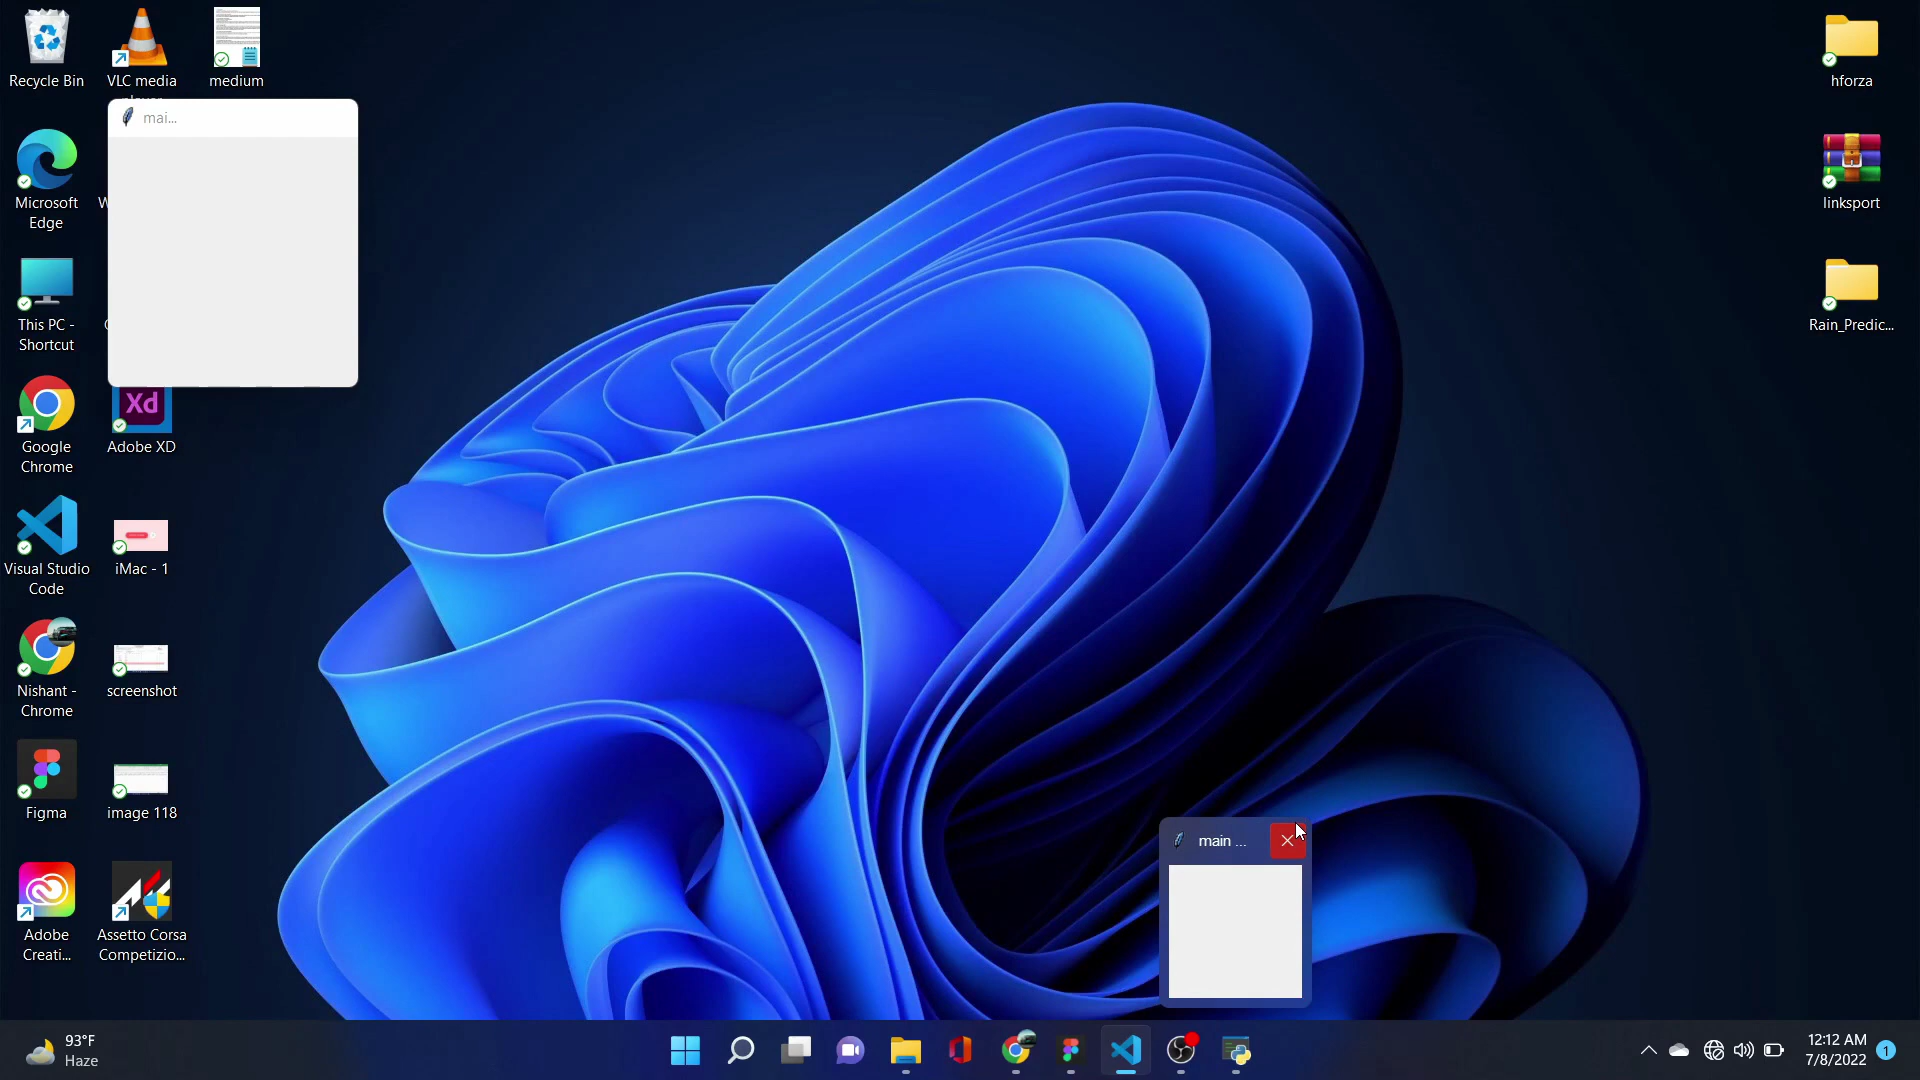 Recycle Bin
VLC media
medium
mai...
Microsoft
Edge
This PC -
Shortcut
Google
Chrome
Xd
Adobe XD
Visual Studio
Code
iMac - 1
Nishant -
Chrome
screenshot
Figma
image 118
Adobe
Creati...
Assetto Corsa
Competizio...
hforza
linksport
Rain_Predic...
main ...
93°F
Haze
12:12 AM
7/8/2022
1